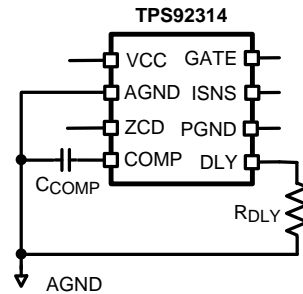 TPS92314
VCC GATE
AGND ISNS
ZCD PGND
COMP DLY
CCOMP
RDLY
AGND